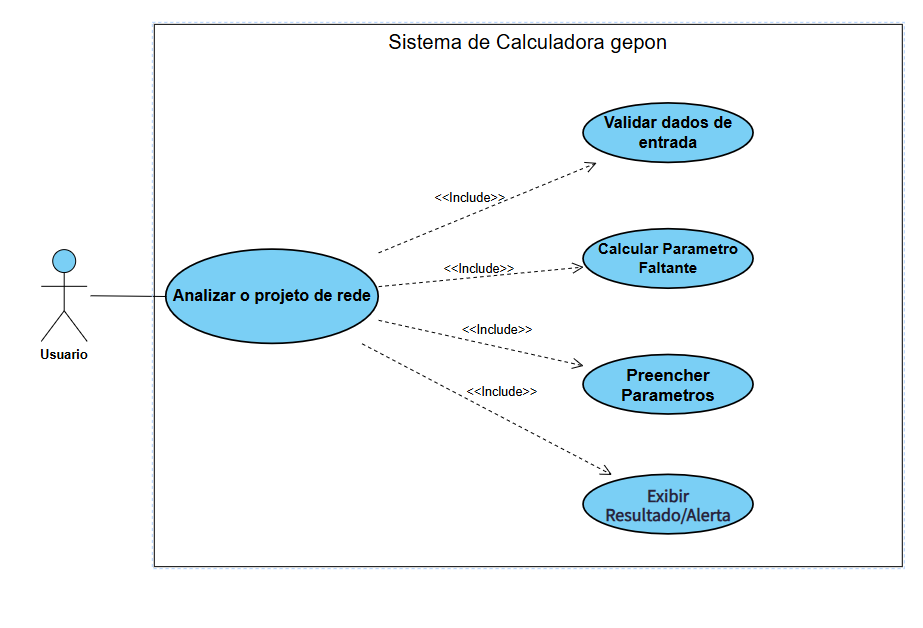 Sistema de Calculadora gepon
Validar dados de
entrada
<<Include>>
Calcular Parametro
Faltante
<<Include>>
Analizar o projeto de rede
Usuario
<<Include>>
Preencher
Parametros
<<Include>>
Exibir
Resultado/Alerta